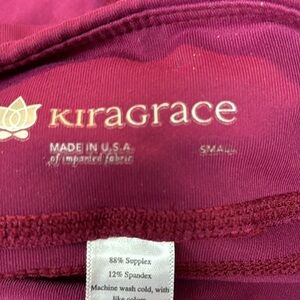 KIRAGRACE
MADE IN U.S.A.
of imported fabric
SMALL
88% Supplex
12% Spandex
Machine wash cold, with
like colors